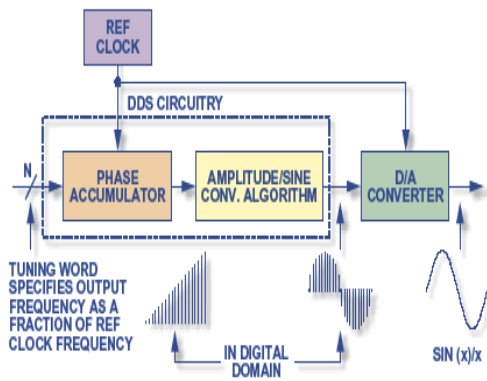 REF
CLOCK
DDS CIRCUITRY
N
PHASE
ACCUMULATOR
AMPLITUDE/SINE
CONV. ALGORITHM
D/A
CONVERTER
TUNING WORD
SPECIFIES OUTPUT
FREQUENCY AS A
FRACTION OF REF
CLOCK FREQUENCY
IN DIGITAL
DOMAIN
SIN (x)/x